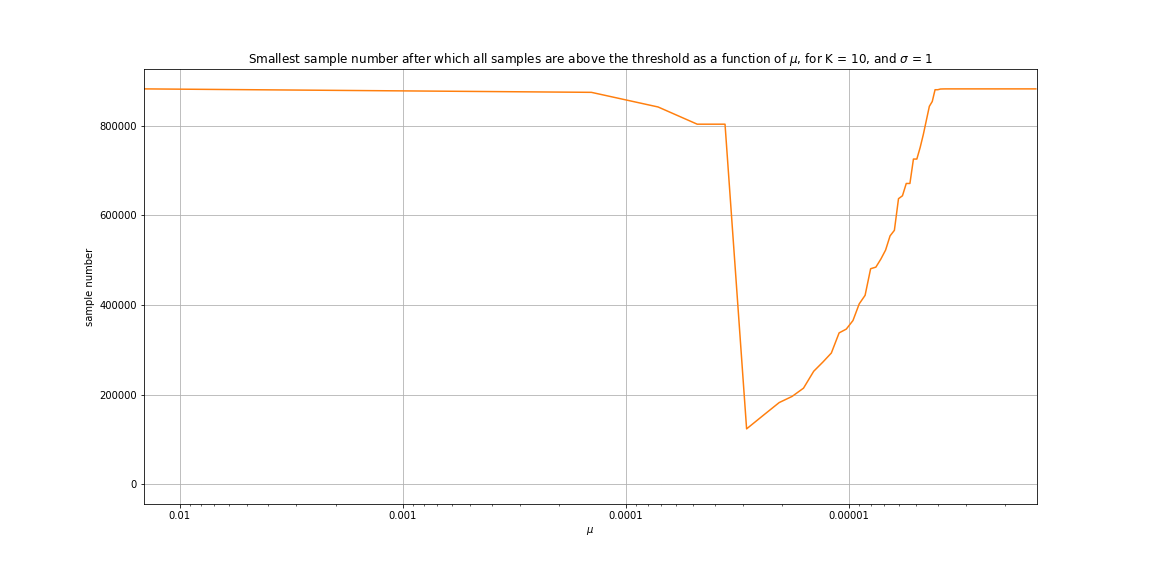 Smallest sample number after which all samples are above the threshold as a function of μ, for K = 10, and σ = 1
800000
600000
sample number
400000
200000
0
0.01 0.001 0.0001 0.00001
μ